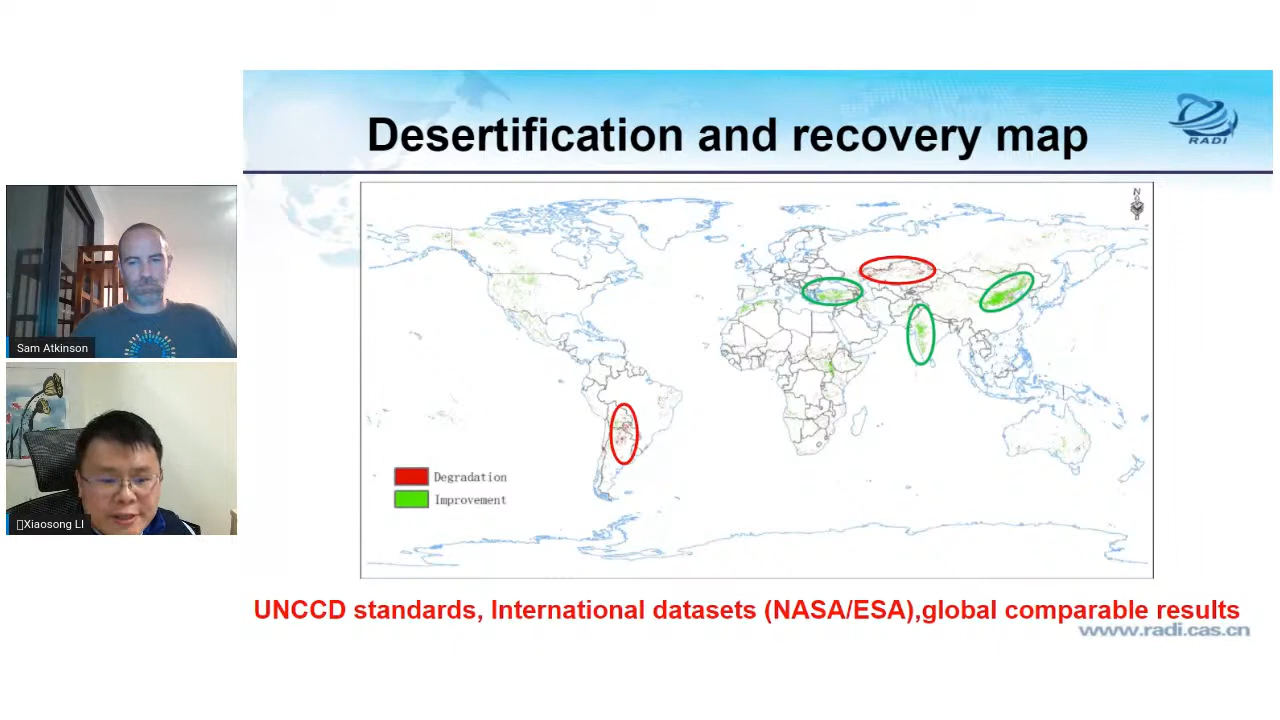 Desertification and recovery map
RADI
N
Sam Atkinson
Xiaosong LI
Degradation
Improvement
UNCCD standards, International datasets (NASA/ESA),global comparable results
www.radi.cas.cn